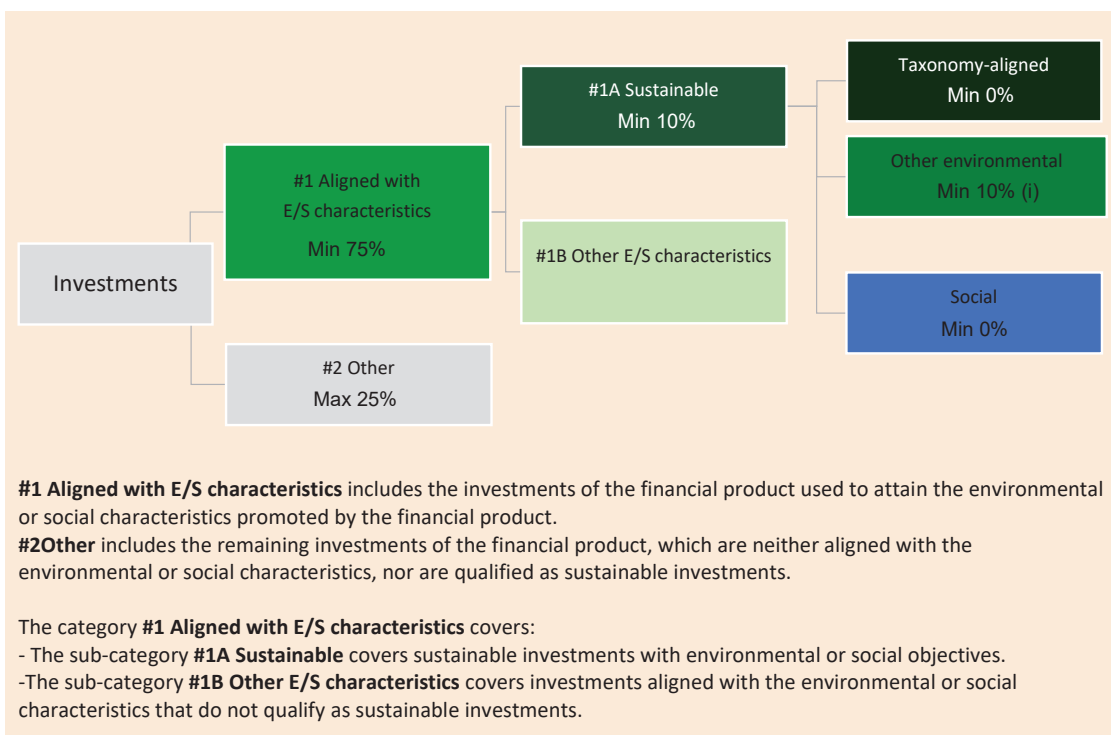 Investments
#1 Aligned with
E/S characteristics
Min 75%
#2 Other
Max 25%
#1A Sustainable
Min 10%
#1B Other E/S characteristics
Taxonomy-aligned
Min 0%
Other environmental
Min 10% (i)
Social
Min 0%
#1 Aligned with E/S characteristics includes the investments of the financial product used to attain the environmental
or social characteristics promoted by the financial product.
#2Other includes the remaining investments of the financial product, which are neither aligned with the
environmental or social characteristics, nor are qualified as sustainable investments.
The category #1 Aligned with E/S characteristics covers:
- The sub-category #1A Sustainable covers sustainable investments with environmental or social objectives.
-The sub-category #1B Other E/S characteristics covers investments aligned with the environmental or social
characteristics that do not qualify as sustainable investments.